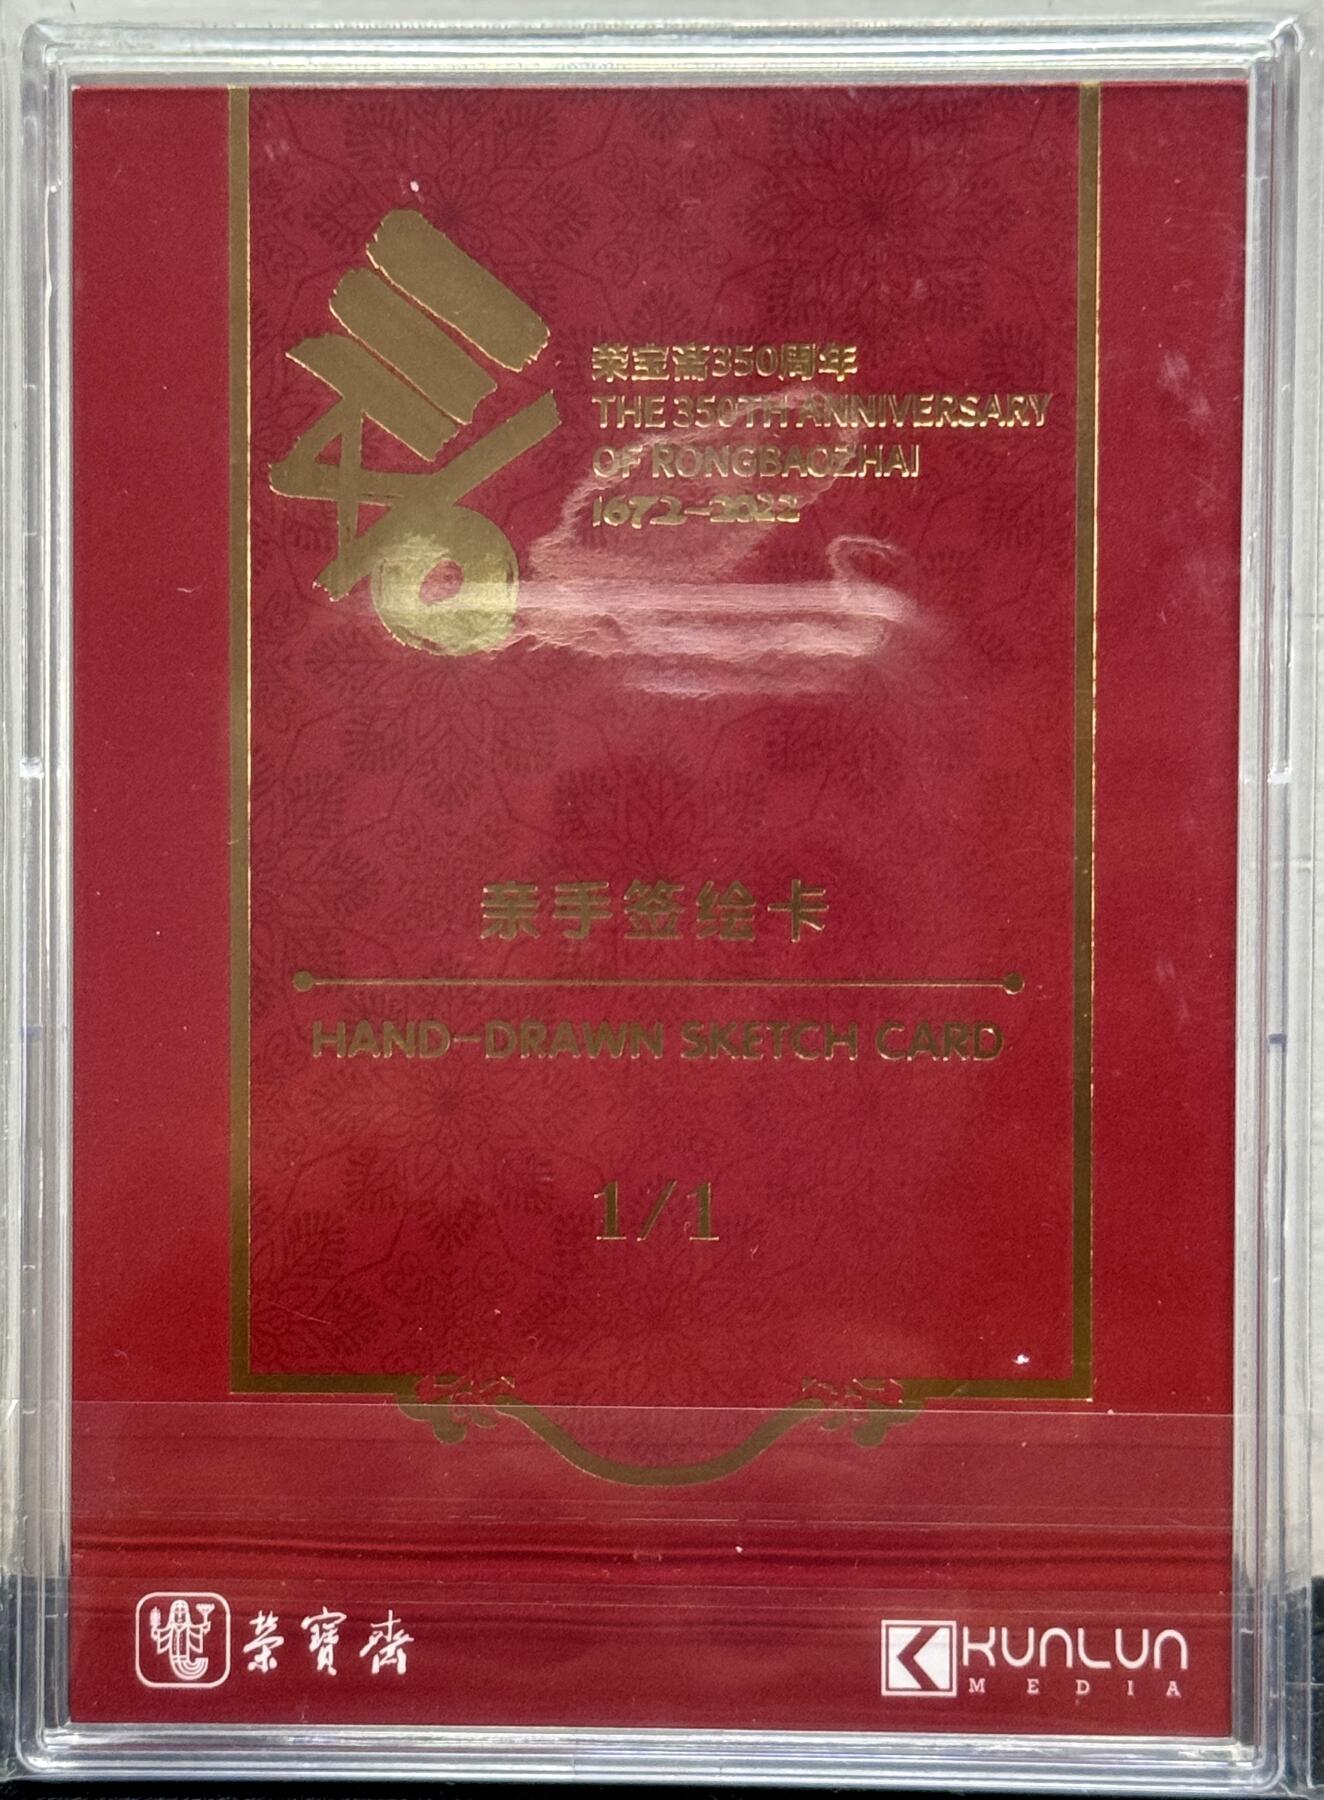 荣宝斋350周年
THE 350TH ANNIVERSARY
OF RONGBAOZHAI
1672-2022
亲手签绘卡
HAND-DRAWN SKETCH CARD
1/1
榮寶齋
KUNLUN
MEDIA